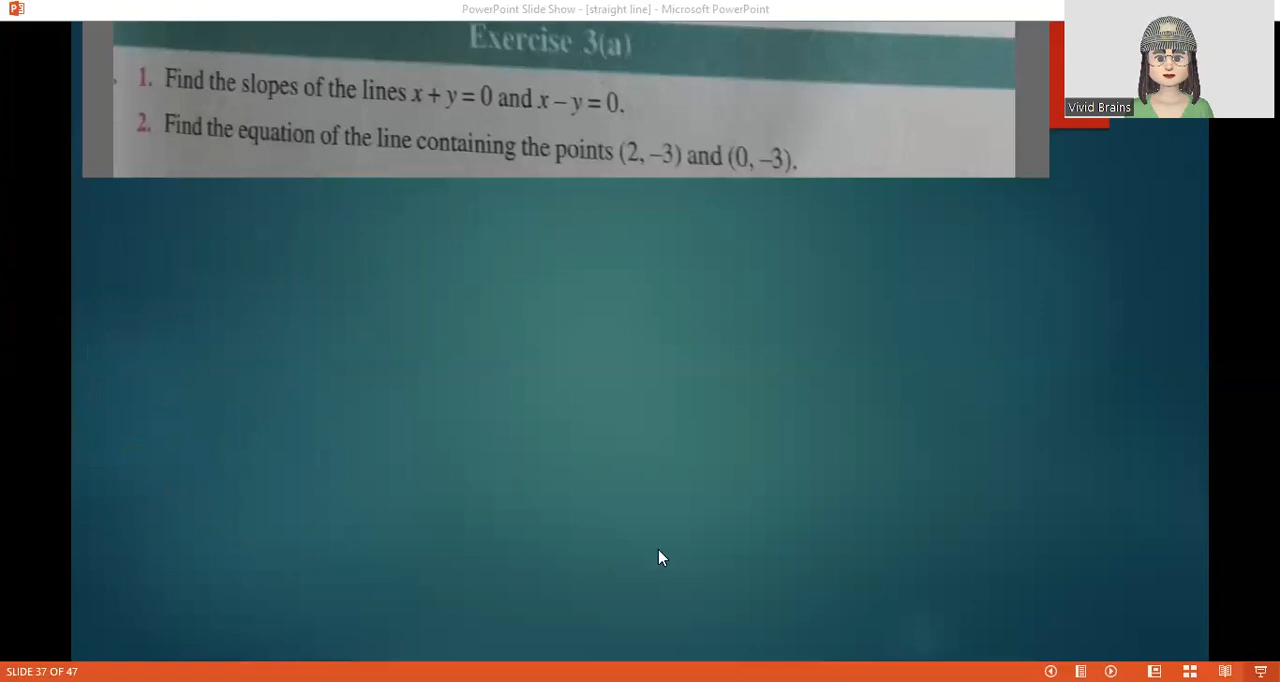 PowerPoint Slide Show - [straight line] - Microsoft PowerPoint
Exercise 3(a)
1. Find the slopes of the lines x + y = 0 and x – y = 0.
2. Find the equation of the line containing the points (2, –3) and (0, –3).
Vivid Brains
SLIDE 37 OF 47